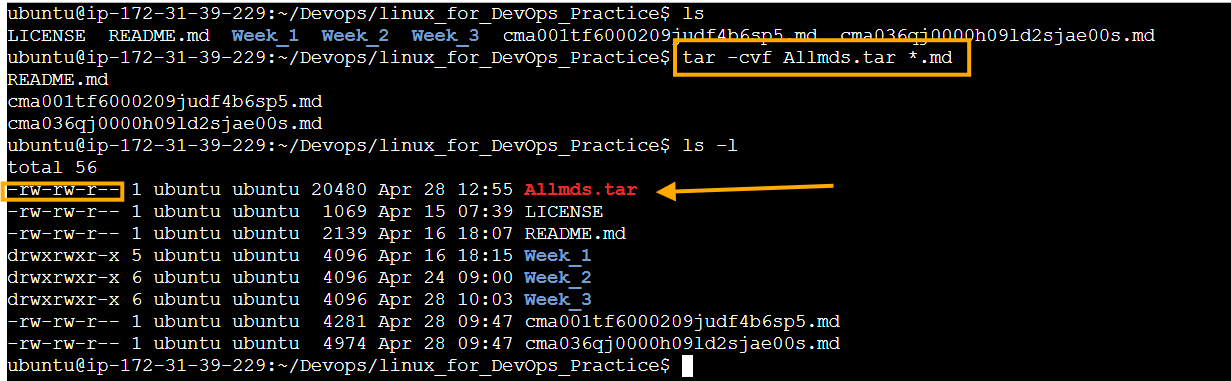 ubuntu@ip-172-31-39-229:~/Devops/linux_for_DevOps_Practice$ ls
LICENSE  README.md  Week_1  Week_2  Week_3  cma001tf6000209judf4b6sp5.md  cma036qj0000h09ld2sjae00s.md
ubuntu@ip-172-31-39-229:~/Devops/linux_for_DevOps_Practice$ tar -cvf Allmds.tar *.md
README.md
cma001tf6000209judf4b6sp5.md
cma036qj0000h09ld2sjae00s.md
ubuntu@ip-172-31-39-229:~/Devops/linux_for_DevOps_Practice$ ls -l
total 56
-rw-rw-r-- 1 ubuntu ubuntu 20480 Apr 28 12:55 Allmds.tar
-rw-rw-r-- 1 ubuntu ubuntu  1069 Apr 15 07:39 LICENSE
-rw-rw-r-- 1 ubuntu ubuntu  2139 Apr 16 18:07 README.md
drwxrwxr-x 5 ubuntu ubuntu  4096 Apr 16 18:15 Week_1
drwxrwxr-x 6 ubuntu ubuntu  4096 Apr 24 09:00 Week_2
drwxrwxr-x 6 ubuntu ubuntu  4096 Apr 28 10:03 Week_3
-rw-rw-r-- 1 ubuntu ubuntu  4281 Apr 28 09:47 cma001tf6000209judf4b6sp5.md
-rw-rw-r-- 1 ubuntu ubuntu  4974 Apr 28 09:47 cma036qj0000h09ld2sjae00s.md
ubuntu@ip-172-31-39-229:~/Devops/linux_for_DevOps_Practice$